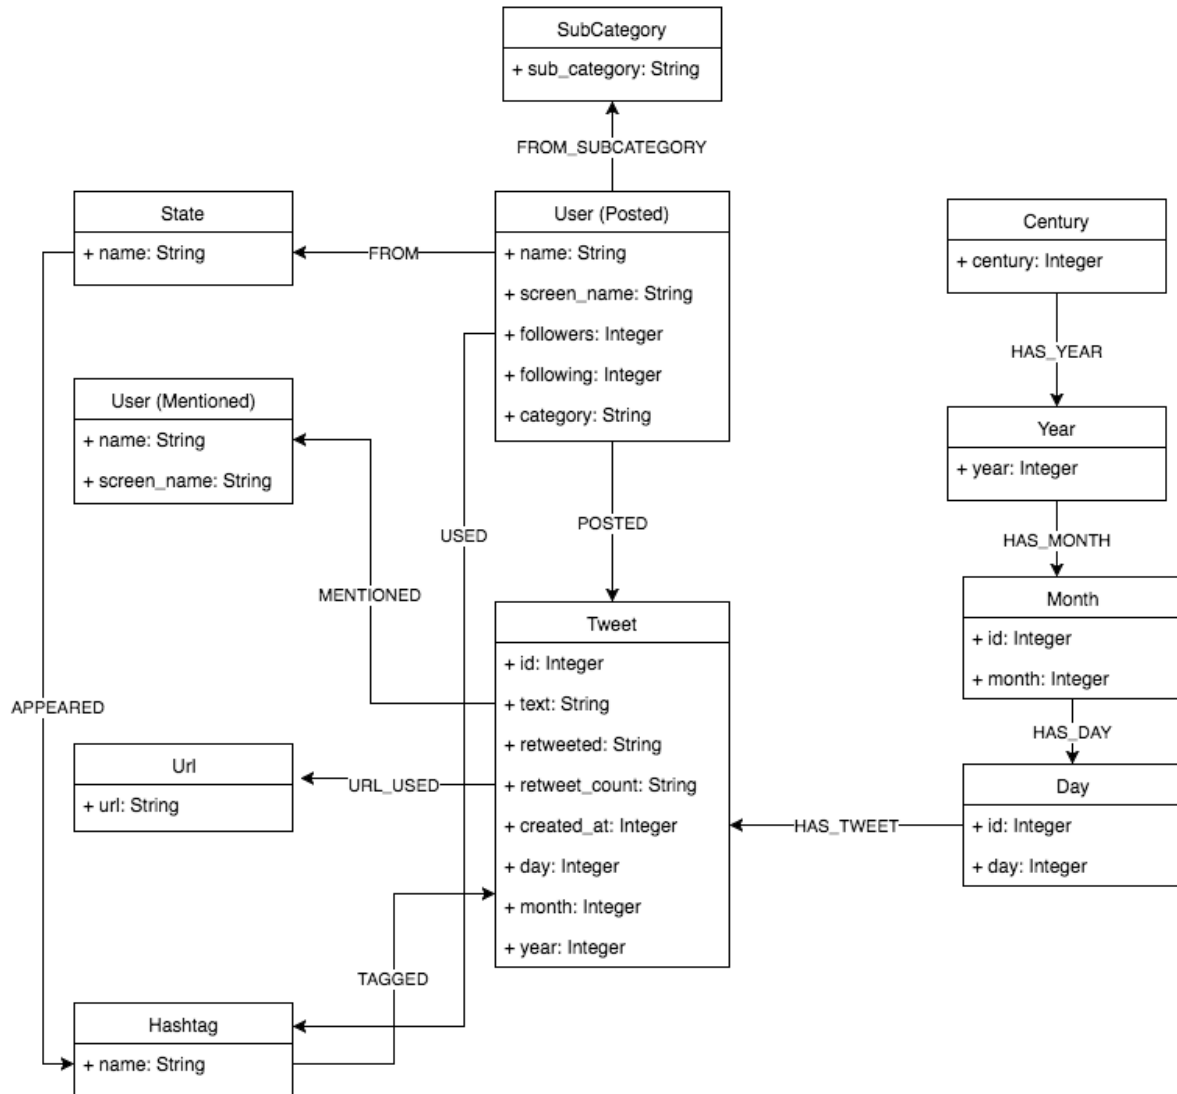 SubCategory
+ sub_category: String
FROM_SUBCATEGORY
State
+ name: String
FROM
User (Posted)
+ name: String
+ screen_name: String
+ followers: Integer
+ following: Integer
+ category: String
Century
+ century: Integer
HAS_YEAR
User (Mentioned)
+ name: String
+ screen_name: String
Year
+ year: Integer
POSTED
USED
HAS_MONTH
MENTIONED
Month
+ id: Integer
+ month: Integer
Tweet
+ id: Integer
+ text: String
+ retweeted: String
+ retweet_count: String
+ created_at: Integer
+ day: Integer
+ month: Integer
+ year: Integer
APPEARED
HAS_DAY
Url
+ url: String
URL_USED
Day
+ id: Integer
+ day: Integer
HAS_TWEET
TAGGED
Hashtag
+ name: String